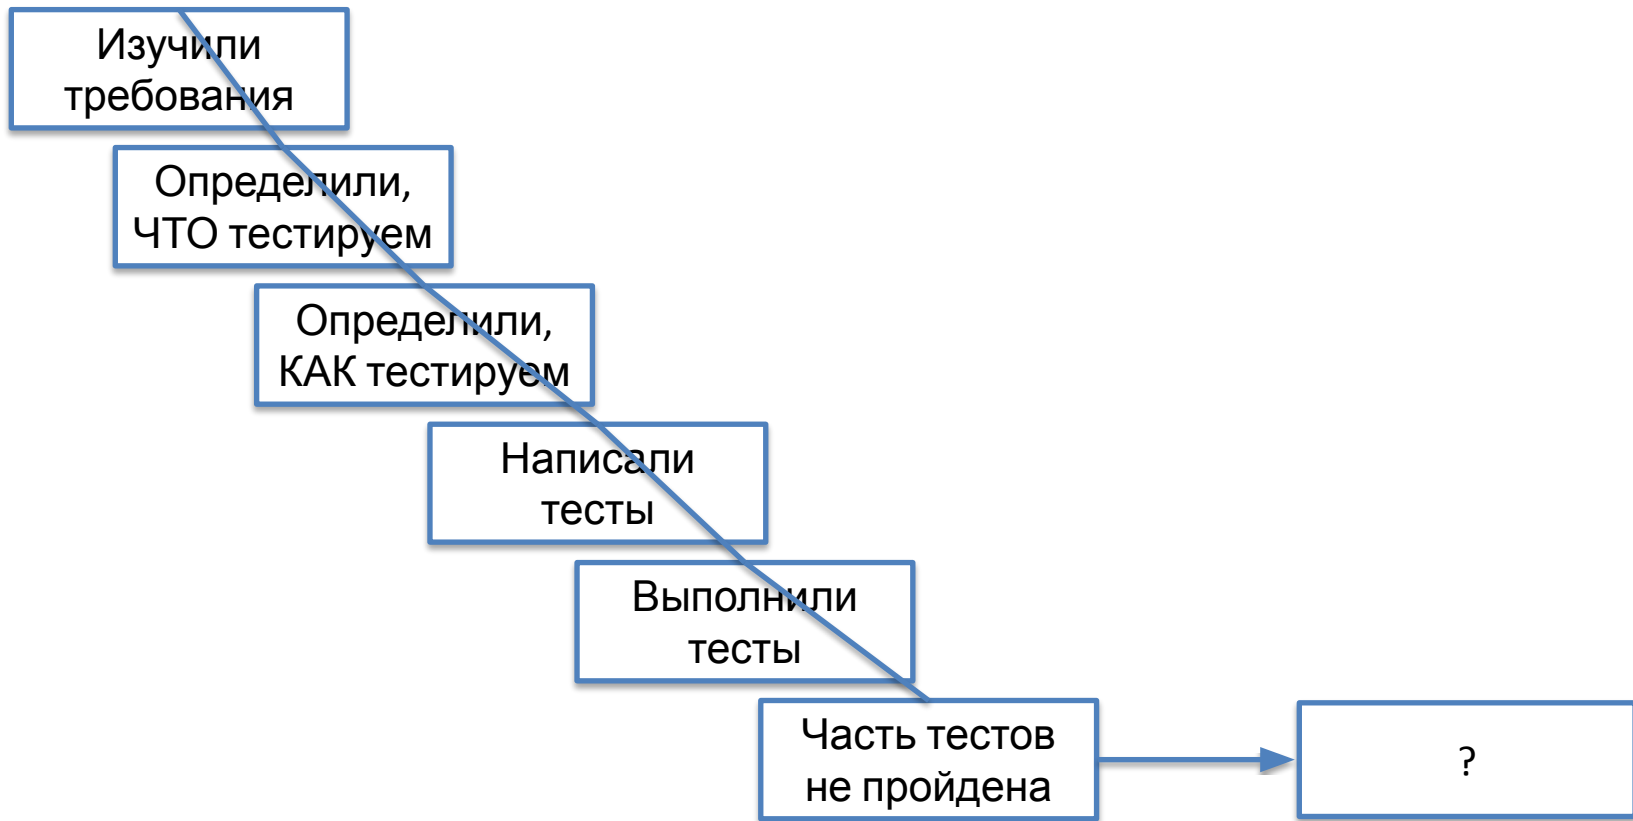 Изучили
требования
Определили,
ЧТО тестируем
Определили,
КАК тестируем
Написали
тесты
Выполнили
тесты
Часть тестов
не пройдена
?